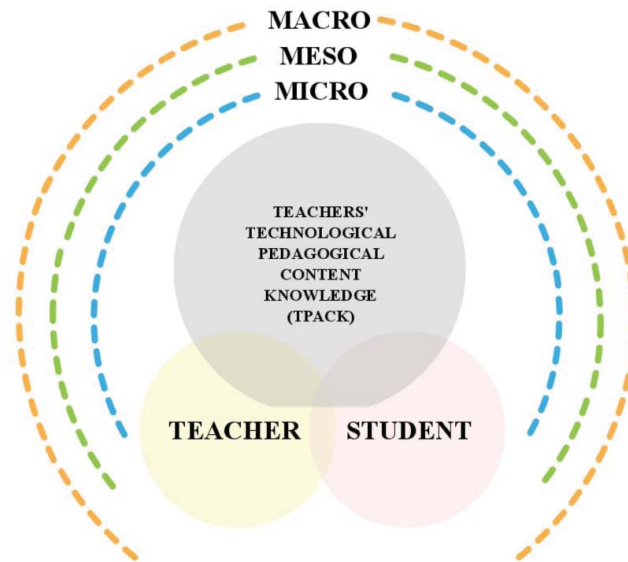 MACRO
MESO
MICRO
TEACHERS'
TECHNOLOGICAL
PEDAGOGICAL
CONTENT
KNOWLEDGE
(TPACK)
TEACHER STUDENT